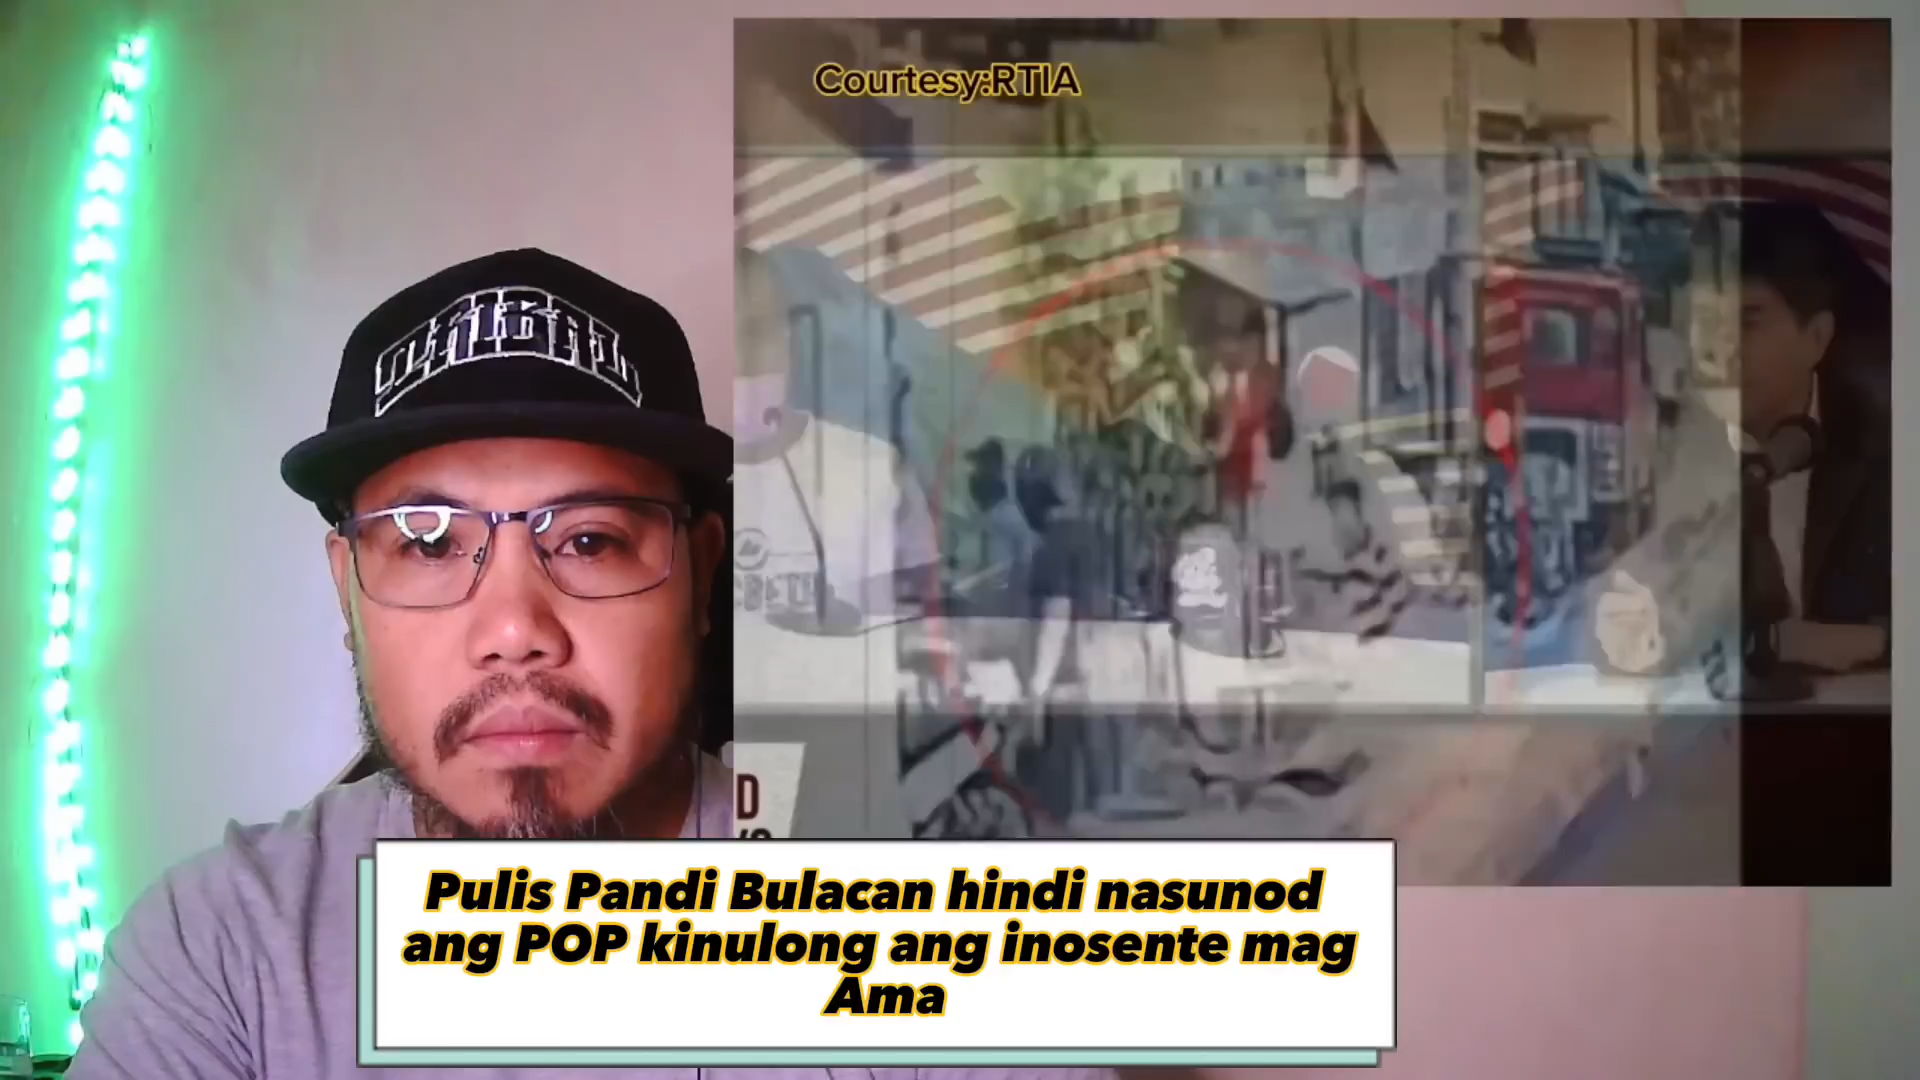 Courtesy:RTIA
D
Pulis Pandi Bulacan hindi nasunod
ang POP kinulong ang inosente mag
Ama